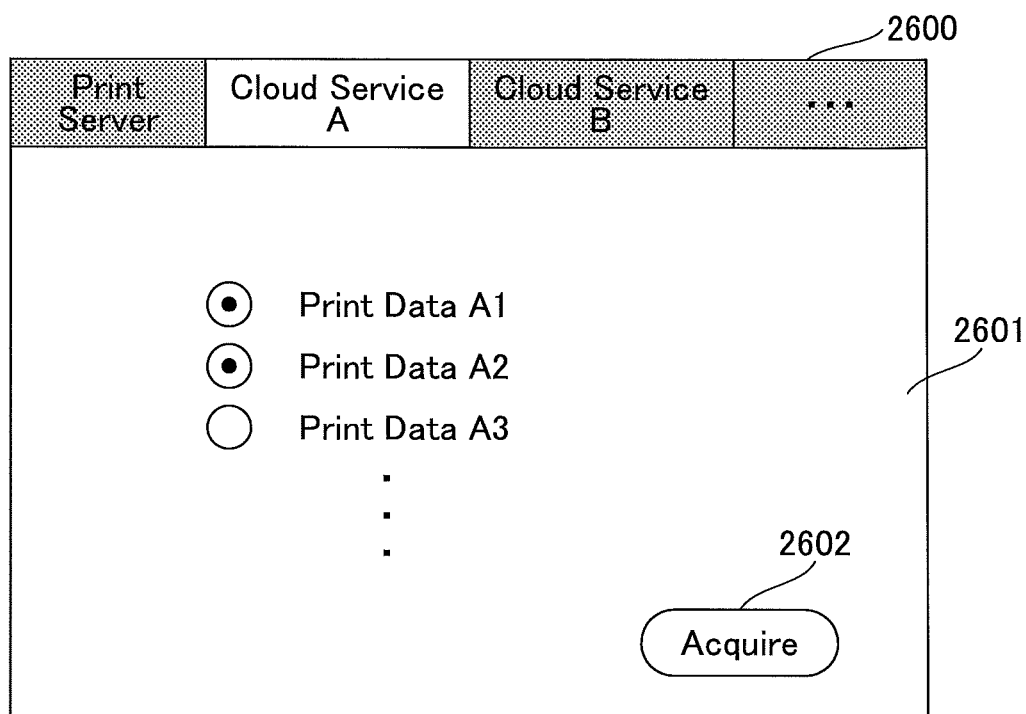 2600
Print
Server
Cloud Service
A
Cloud Service
B
...
Print Data A1
2601
Print Data A2
Print Data A3
2602
Acquire